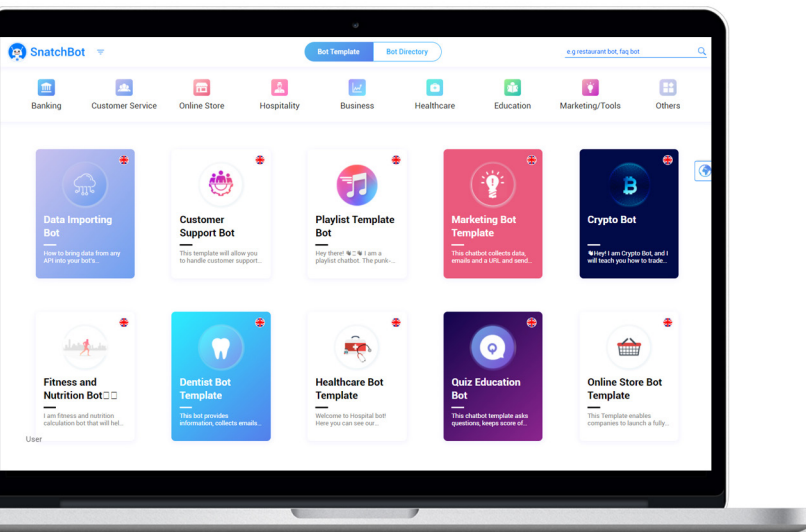 SnatchBot
Bot Template
Bot Directory
e.g restaurant bot, faq bot
Banking
Customer Service
Online Store
Hospitality
Business
Healthcare
Education
Marketing/Tools
Others
Data Importing
Bot
How to bring data from any
API into your bot's...
Customer
Support Bot
This template will allow you
to handle customer support...
Playlist Template
Bot
Hey there! I am a
playlist chatbot. The punk-...
Marketing Bot
Template
This chatbot collects data,
emails and a URL and send...
Crypto Bot
Hey! I am Crypto Bot, and I
will teach you how to trade...
Fitness and
Nutrition Bot
I am fitness and nutrition
calculation bot that will hel...
Dentist Bot
Template
This bot provides
information, collects emails...
Healthcare Bot
Template
Welcome to Hospital bot!
Here you can see our...
Quiz Education
Bot
This chatbot template asks
questions, keeps score of...
Online Store Bot
Template
This Template enables
companies to launch a fully...
User